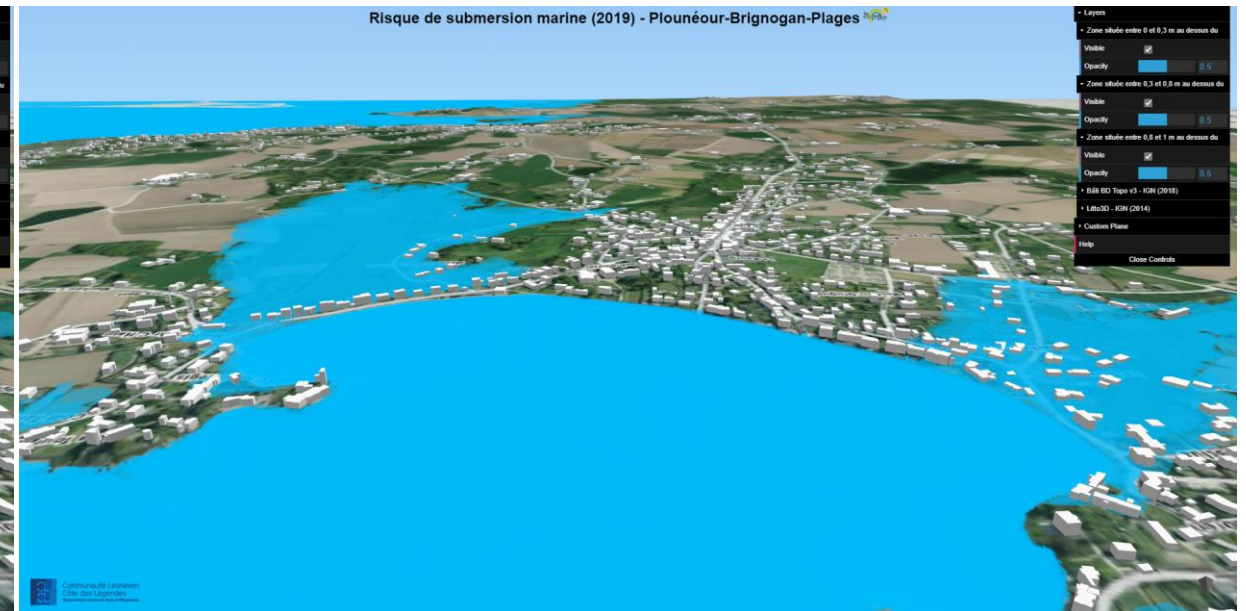 Risque de submersion marine (2019) - Plounéour-Brignogan-Plages
Layers
Zone située entre 0 et 0,3 m au dessus du
Visible
Opacity 0.5
Zone située entre 0,3 et 0,8 m au dessus du
Visible
Opacity 0.5
Zone située entre 0,8 et 1 m au dessus du
Visible
Opacity 0.5
Bâti BD Topo v3 - IGN (2018)
Litto3D - IGN (2014)
Custom Plane
Help
Close Controls
Communauté Lesneven
Côte des Légendes